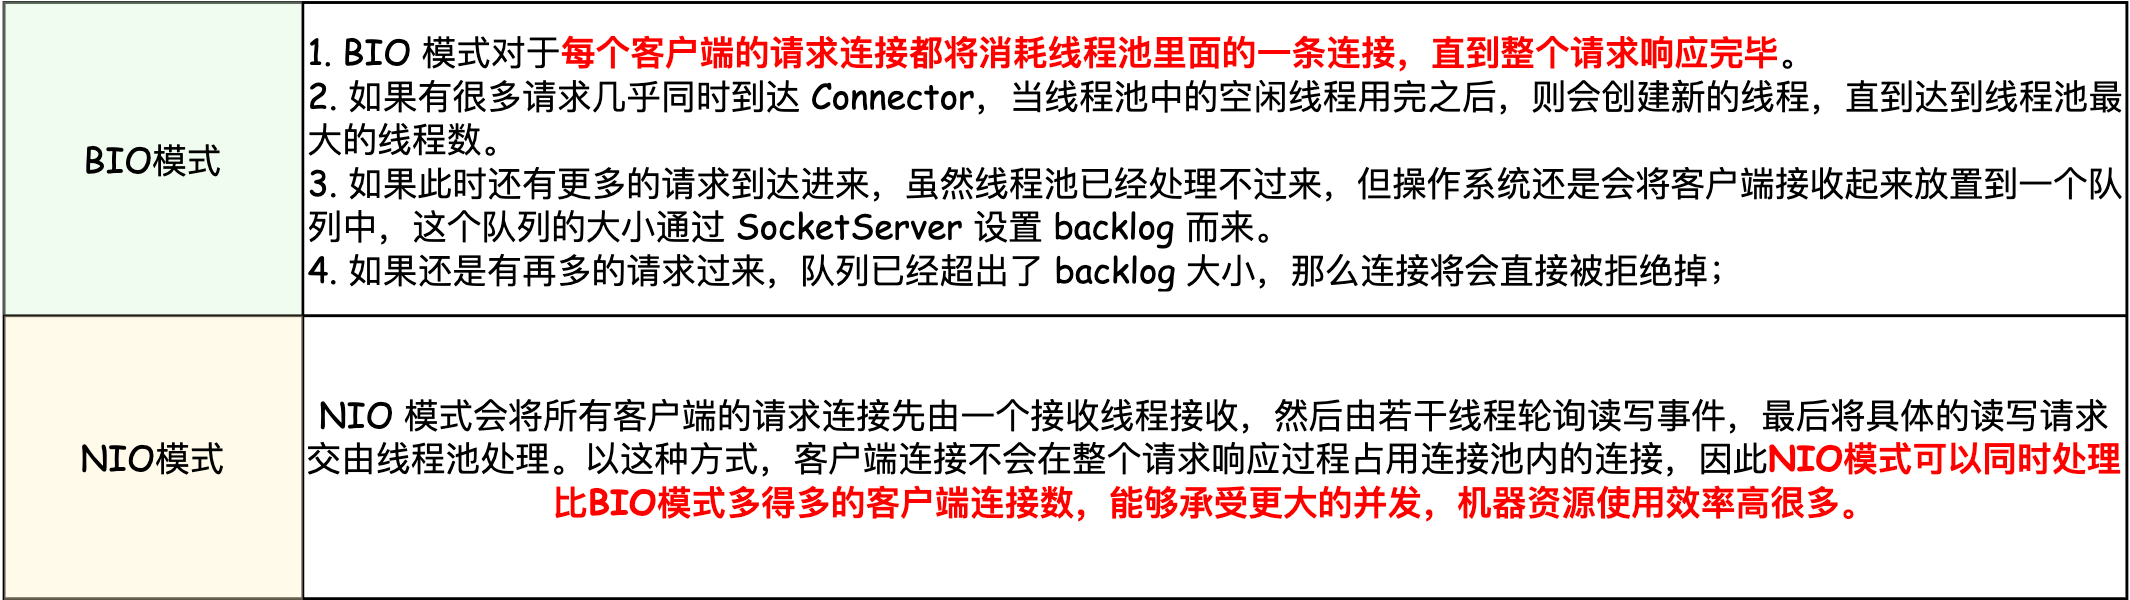 BIO模式
1. BIO 模式对于每个客户端的请求连接都将消耗线程池里面的一条连接，直到整个请求响应完毕。
2. 如果有很多请求几乎同时到达 Connector，当线程池中的空闲线程用完之后，则会创建新的线程，直到达到线程池最
大的线程数。
3. 如果此时还有更多的请求到达进来，虽然线程池已经处理不过来，但操作系统还是会将客户端接收起来放置到一个队
列中，这个队列的大小通过 SocketServer 设置 backlog 而来。
4. 如果还是有再多的请求过来，队列已经超出了 backlog 大小，那么连接将会直接被拒绝掉；
NIO模式
NIO 模式会将所有客户端的请求连接先由一个接收线程接收，然后由若干线程轮询读写事件，最后将具体的读写请求
交由线程池处理。以这种方式，客户端连接不会在整个请求响应过程占用连接池内的连接，因此NIO模式可以同时处理
比BIO模式多得多的客户端连接数，能够承受更大的并发，机器资源使用效率高很多。